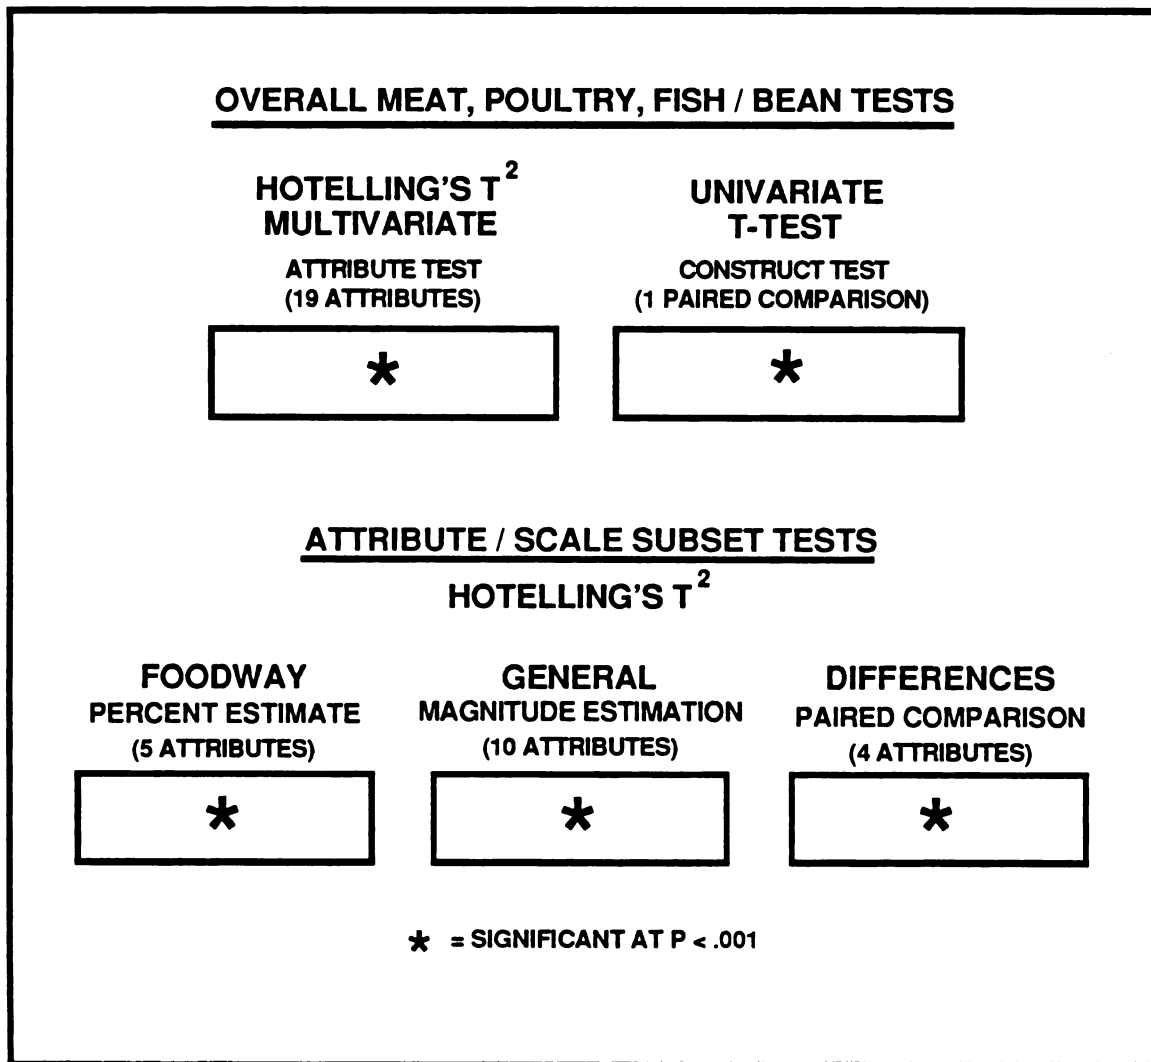 OVERALL MEAT, POULTRY, FISH / BEAN TESTS
HOTELLING'S T²
MULTIVARIATE
ATTRIBUTE TEST
(19 ATTRIBUTES)
*
UNIVARIATE
T-TEST
CONSTRUCT TEST
(1 PAIRED COMPARISON)
*
ATTRIBUTE / SCALE SUBSET TESTS
HOTELLING'S T²
FOODWAY
PERCENT ESTIMATE
(5 ATTRIBUTES)
*
GENERAL
MAGNITUDE ESTIMATION
(10 ATTRIBUTES)
*
DIFFERENCES
PAIRED COMPARISON
(4 ATTRIBUTES)
*
* = SIGNIFICANT AT P < .001